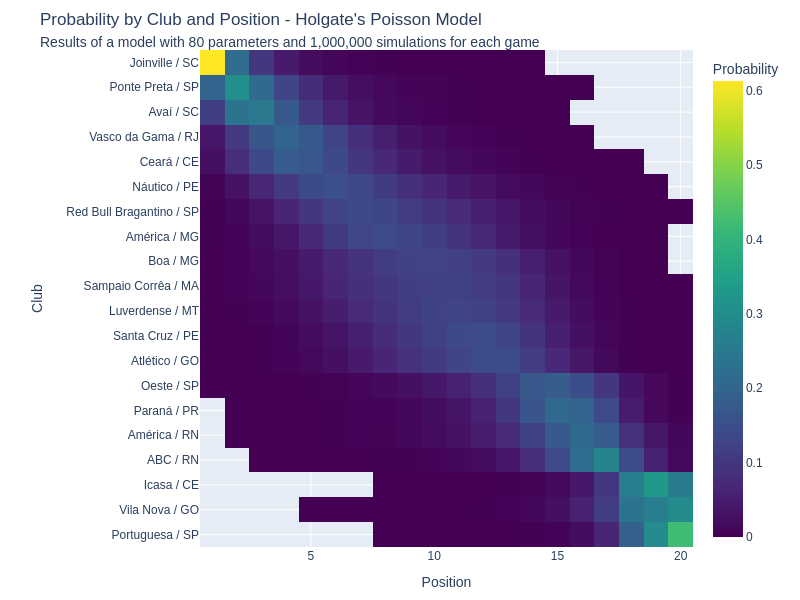 Probability by Club and Position - Holgate's Poisson Model
Results of a model with 80 parameters and 1,000,000 simulations for each game
Probability
Joinville / SC
Ponte Preta / SP
Avaí / SC
Vasco da Gama / RJ
Ceará / CE
Náutico / PE
Red Bull Bragantino / SP
América / MG
Boa / MG
Sampaio Corrêa / MA
Luverdense / MT
Santa Cruz / PE
Atlético / GO
Oeste / SP
Paraná / PR
América / RN
ABC / RN
Icasa / CE
Vila Nova / GO
Portuguesa / SP
Club
5
10
15
20
Position
0.6
0.5
0.4
0.3
0.2
0.1
0